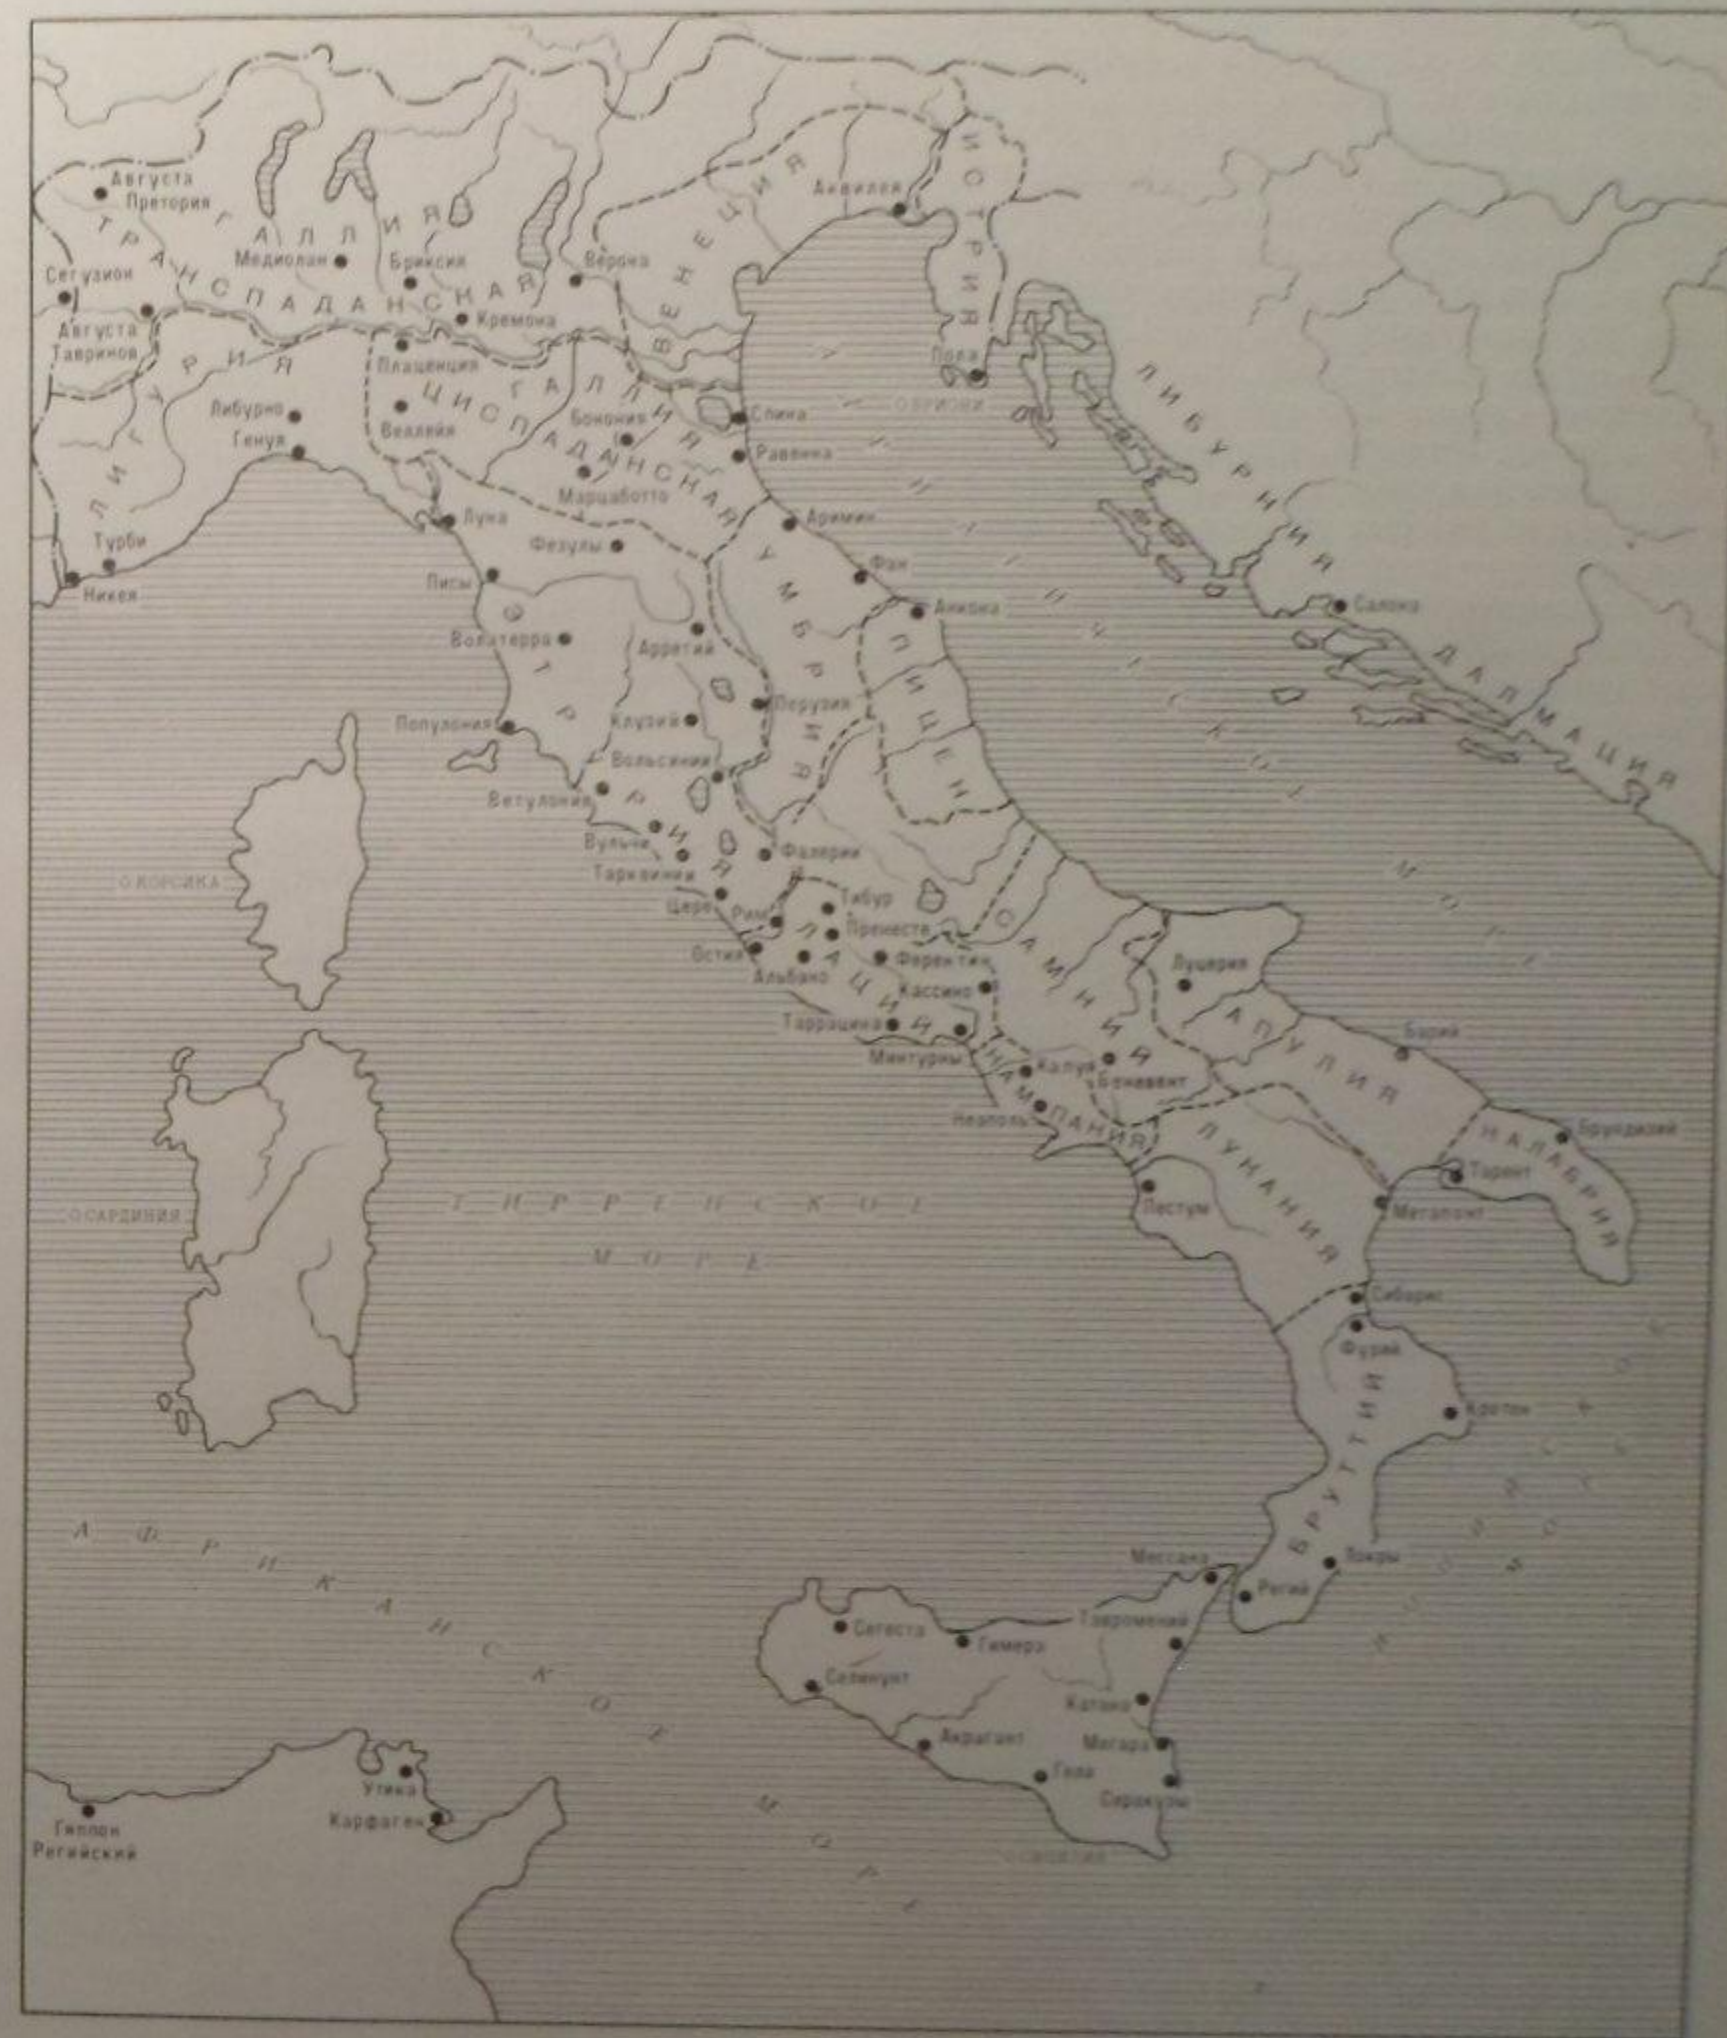 Августа
Претория
ГАЛЛИЯ
ТРАНСПАДАНСКАЯ
Медиолан
Бриксия
Верона
ВЕНЕЦИЯ
Аквилея
ИСТРИЯ
Сегузион
Августа
Тавринов
Кремона
Плаценция
ГАЛЛИЯ
ЦИСПАДАНСКАЯ
Пола
ЛИБУРНИЯ
ЛИГУРИЯ
Либурно
Генуя
Веллейя
Бонония
Спина
Равенна
Марцаботто
Луна
Фезулы
Аримин
Турби
Никея
Пизы
Фан
Анкона
УМБРИЯ
Салона
Волатерра
Арретий
ПИЦЕН
ДАЛМАЦИЯ
ЭТРУРИЯ
Популония
Клузий
Перузия
Вольсинии
Ветулония
Вульчи
Тарквинии
Фалерии
О КОРСИКА
Цере
Рим
Тибур
Пренесте
САМНИЙ
Остия
Альбано
ЛАЦИЙ
Ферентин
Кассино
Луцерия
Таррацина
Минтурны
АПУЛИЯ
Барий
Капуя
Беневент
КАМПАНИЯ
Неаполь
ЛУКАНИЯ
КАЛАБРИЯ
Брундизий
Тарент
Пестум
Метапонт
О САРДИНИЯ
ТИРРЕНСКОЕ
МОРЕ
Сибарис
Фурии
БРУТТИЙ
Кротон
АФРИКАНСКОЕ
МОРЕ
Мессана
Локры
Регий
Сегеста
Гимера
Тавромений
Селинунт
Катана
Акрагант
Мегара
Гела
Сиракузы
Утика
Карфаген
Гиппон
Регийский